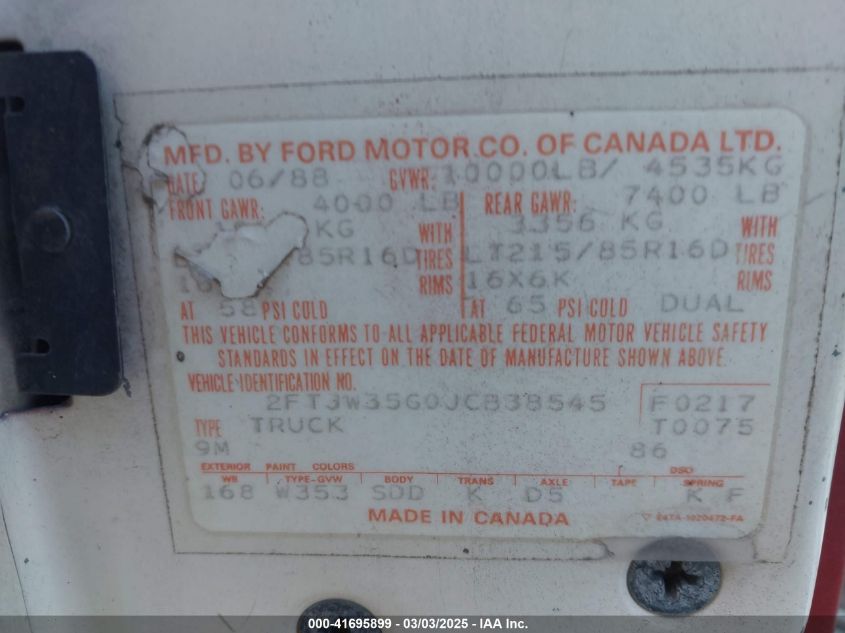 MFD. BY FORD MOTOR CO. OF CANADA LTD.
DATE: 06/88 GVWR: 10000LB/ 4535KG
FRONT GAWR: 4000 LB REAR GAWR: 7400 LB
KG WITH 3356 KG WITH
/85R16D TIRES LT215/85R16D TIRES
RIMS 16X6K RIMS
AT 58 PSI COLD AT 65 PSI COLD DUAL
THIS VEHICLE CONFORMS TO ALL APPLICABLE FEDERAL MOTOR VEHICLE SAFETY
STANDARDS IN EFFECT ON THE DATE OF MANUFACTURE SHOWN ABOVE.
VEHICLE IDENTIFICATION NO.
2FTJW35G0JCB38545 F0217
TYPE TRUCK T0075
9M 86
EXTERIOR PAINT COLORS DSO
WB TYPE-GVW BODY TRANS AXLE TAPE SPRING
168 W353 SDD K D5 K F
MADE IN CANADA
000-41695899 — 03/03/2025 — IAA Inc.